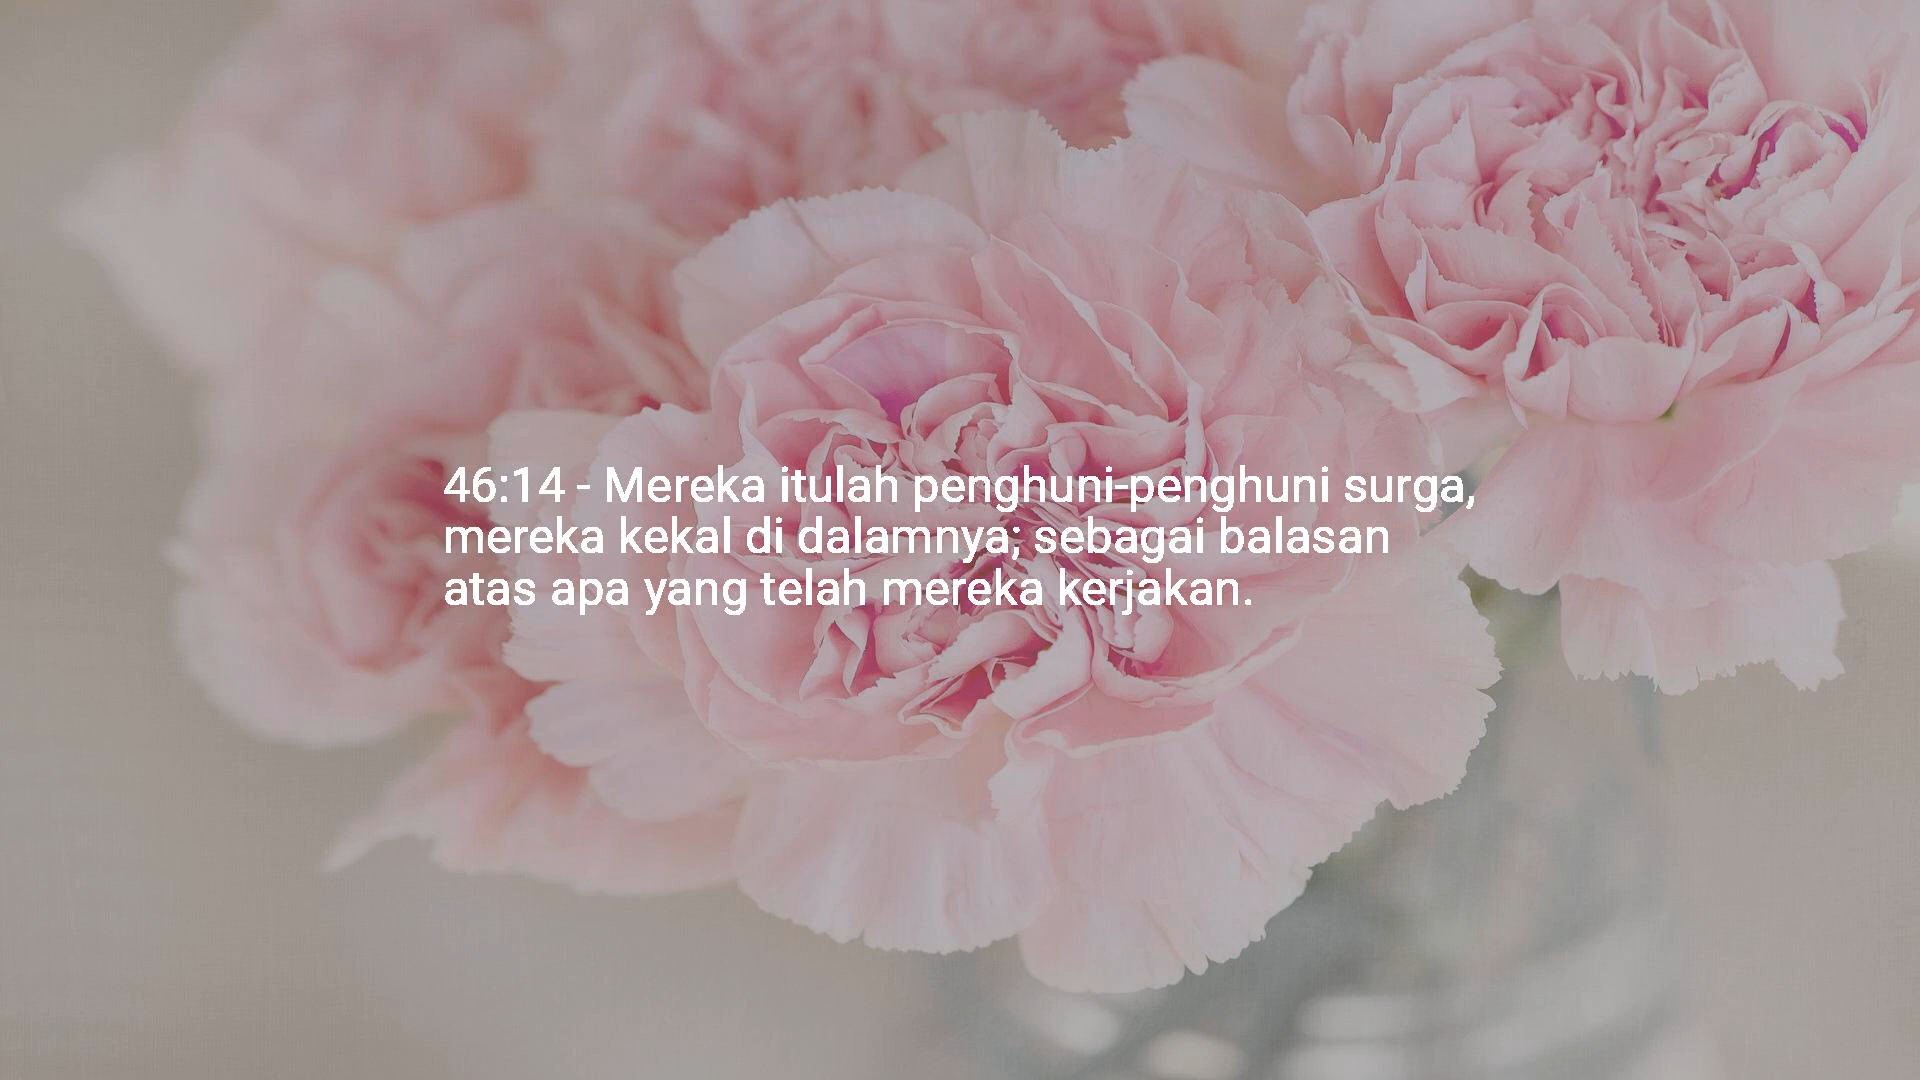 46:14 - Mereka itulah penghuni-penghuni surga,
mereka kekal di dalamnya; sebagai balasan
atas apa yang telah mereka kerjakan.